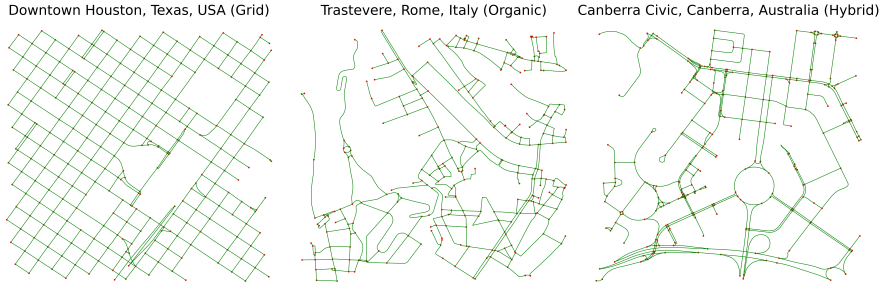 Downtown Houston, Texas, USA (Grid)
Trastevere, Rome, Italy (Organic)
Canberra Civic, Canberra, Australia (Hybrid)